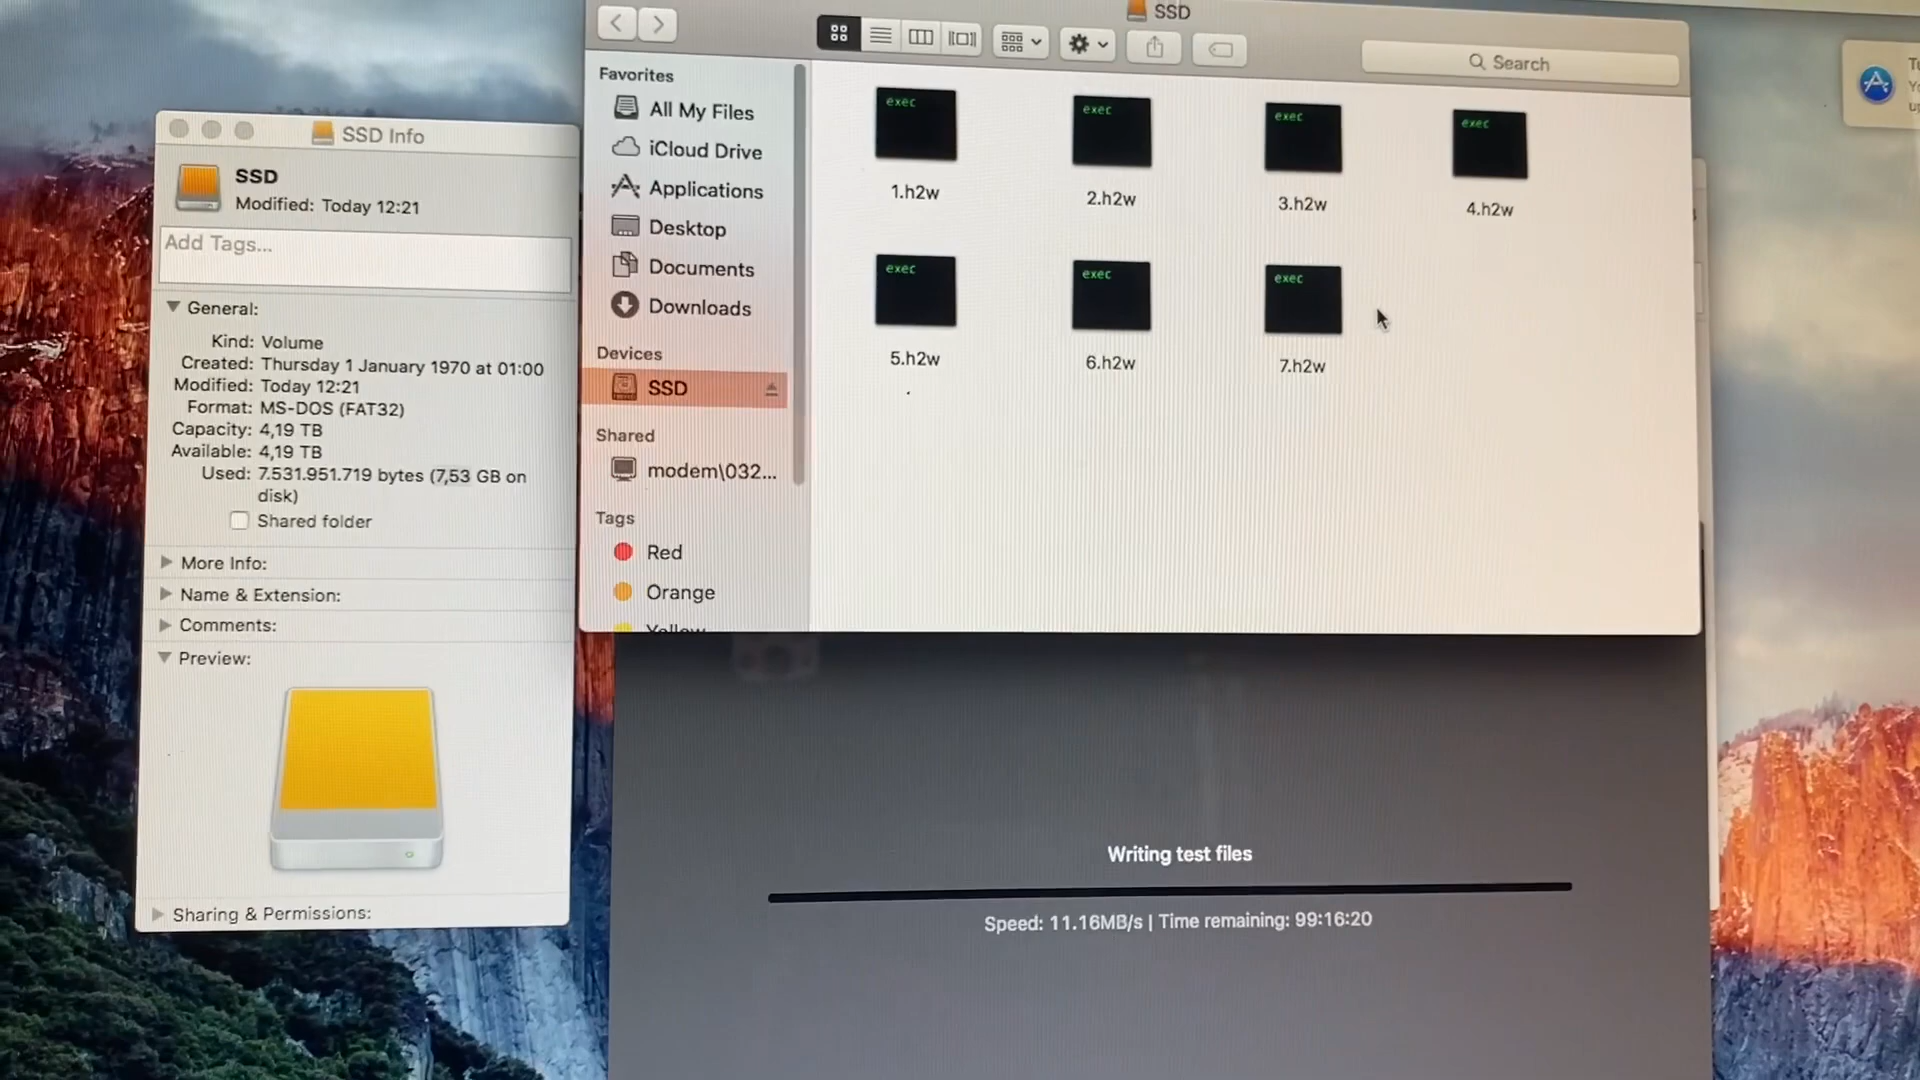 SSD Info
SSD
Modified: Today 12:21
Add Tags...
General:
Kind: Volume
Created: Thursday 1 January 1970 at 01:00
Modified: Today 12:21
Format: MS-DOS (FAT32)
Capacity: 4,19 TB
Available: 4,19 TB
Used: 7.531.951.719 bytes (7,53 GB on
disk)
Shared folder
More Info:
Name & Extension:
Comments:
Preview:
Sharing & Permissions:
SSD
Search
Favorites
All My Files
iCloud Drive
Applications
Desktop
Documents
Downloads
Devices
SSD
Shared
modem\032...
Tags
Red
Orange
Yellow
exec
1.h2w
exec
2.h2w
exec
3.h2w
exec
4.h2w
exec
5.h2w
exec
6.h2w
exec
7.h2w
Writing test files
Speed: 11.16MB/s | Time remaining: 99:16:20